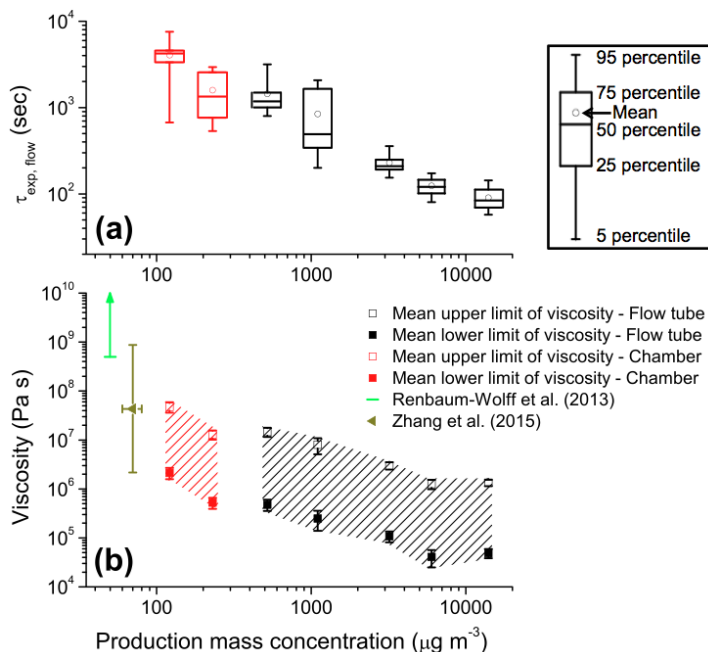 10⁴
10³
10²
τexp, flow (sec)
(a)
100
1000
10000
95 percentile
75 percentile
Mean
50 percentile
25 percentile
5 percentile
10¹⁰
10⁹
10⁸
10⁷
10⁶
10⁵
10⁴
Viscosity (Pa s)
(b)
Mean upper limit of viscosity - Flow tube
Mean lower limit of viscosity - Flow tube
Mean upper limit of viscosity - Chamber
Mean lower limit of viscosity - Chamber
Renbaum-Wolff et al. (2013)
Zhang et al. (2015)
100
1000
10000
Production mass concentration (μg m⁻³)